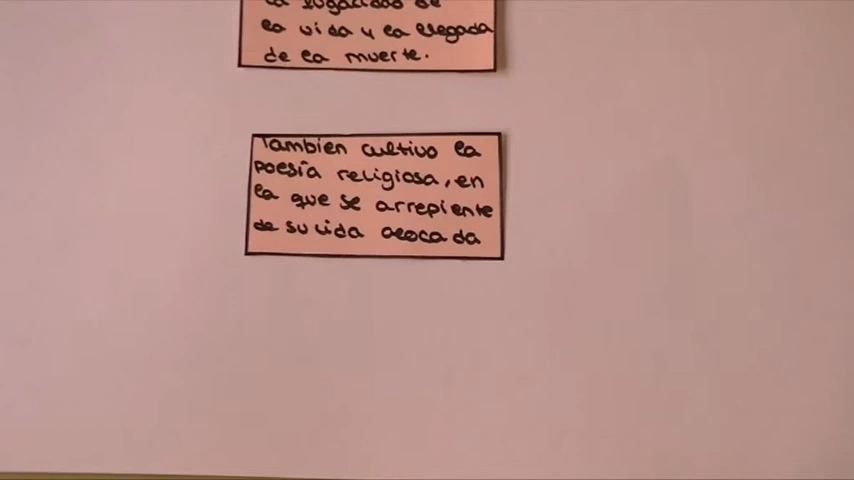 la fugacidad de
la vida y la llegada
de la muerte.
Tambien cultivo la
poesía religiosa, en
la que se arrepiente
de su vida alocada